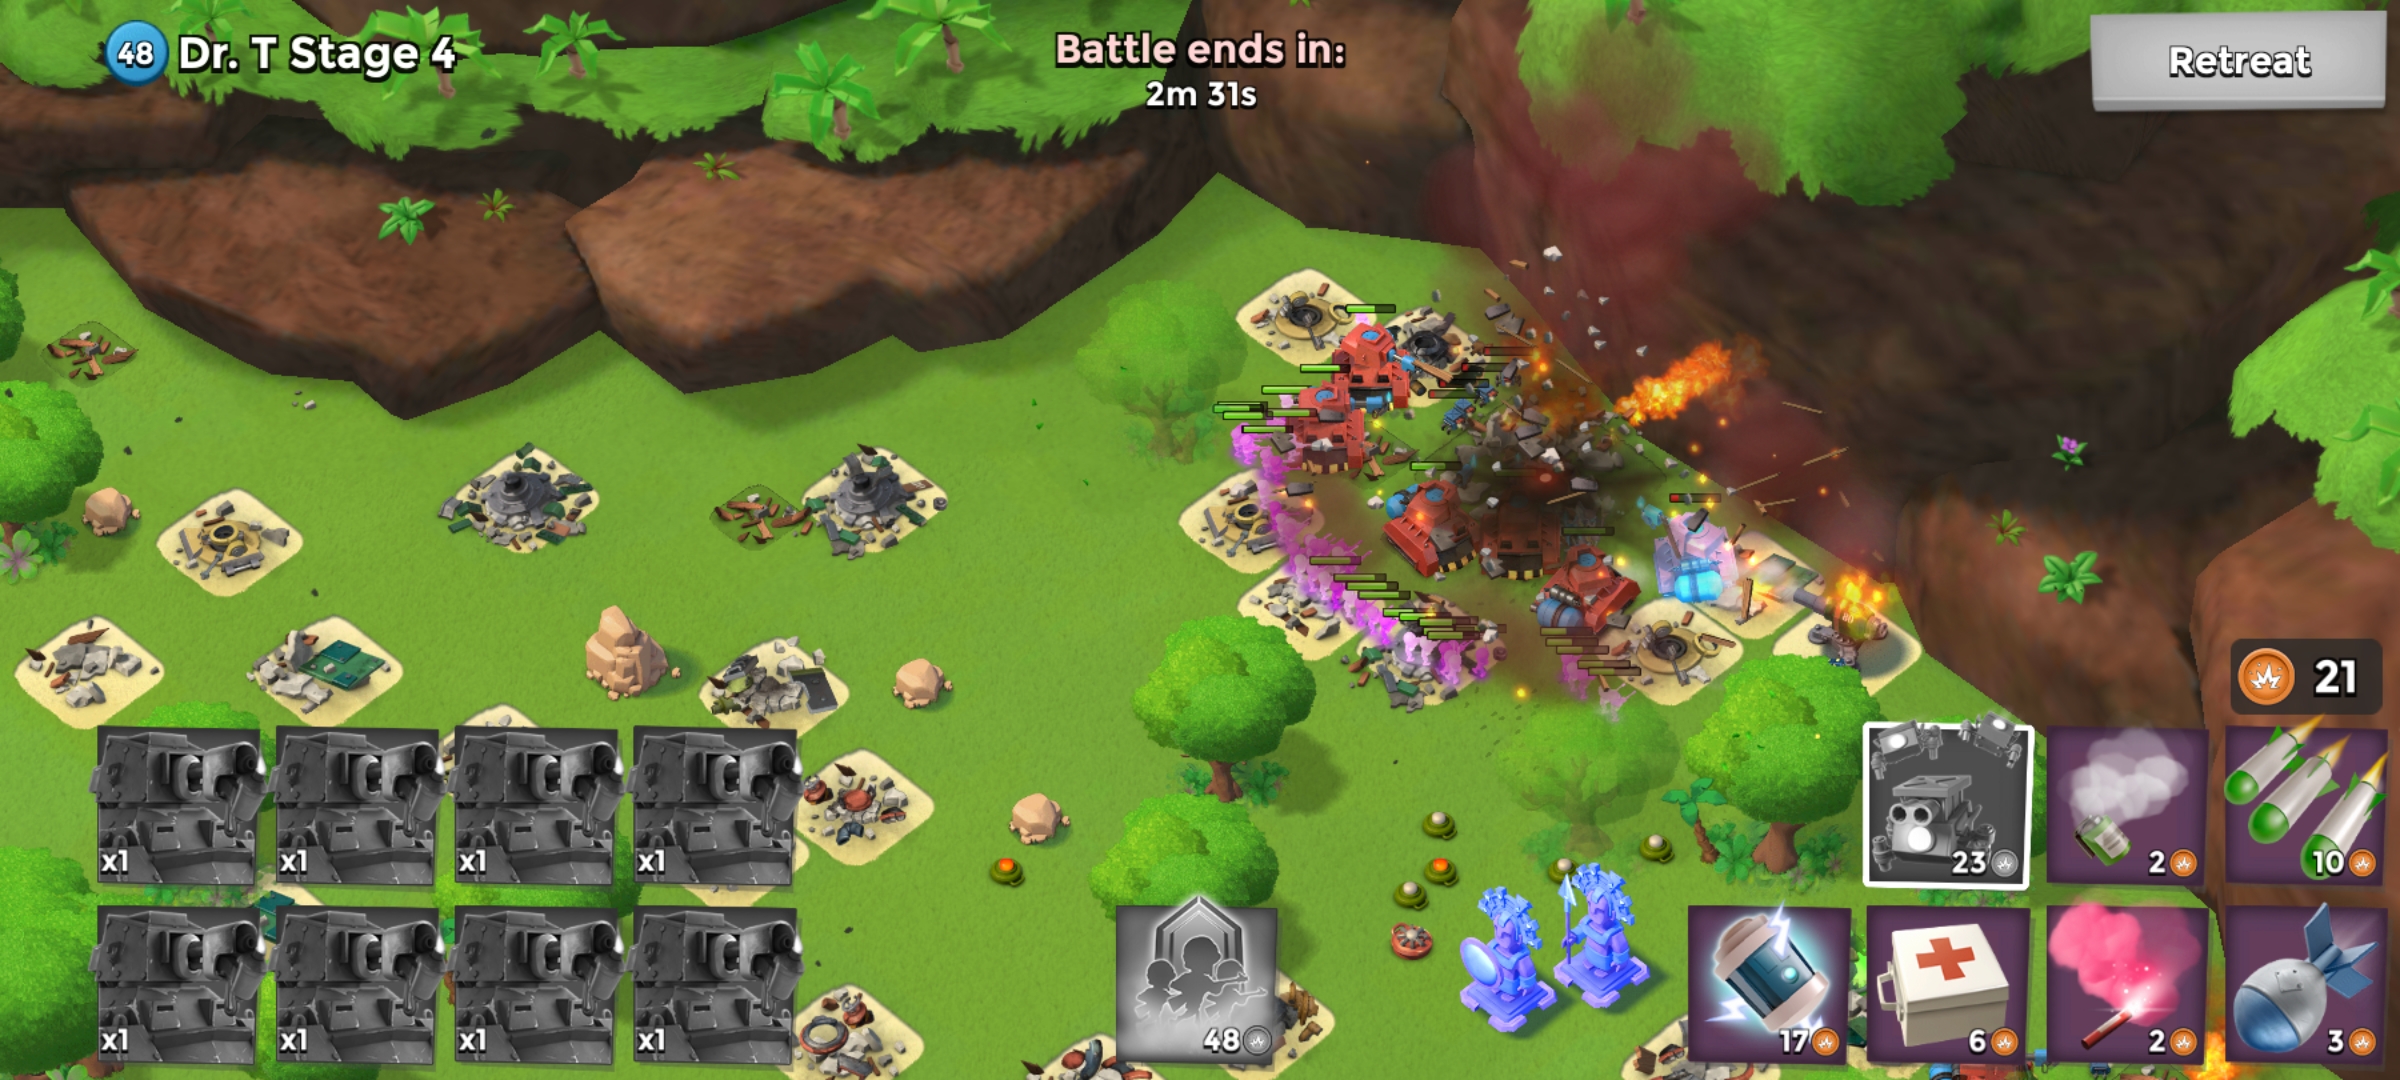 48 Dr. T Stage 4
Battle ends in:
2m 31s
Retreat
21
x1 x1 x1 x1
23 2 10
x1 x1 x1 x1
48
17 6 2 3